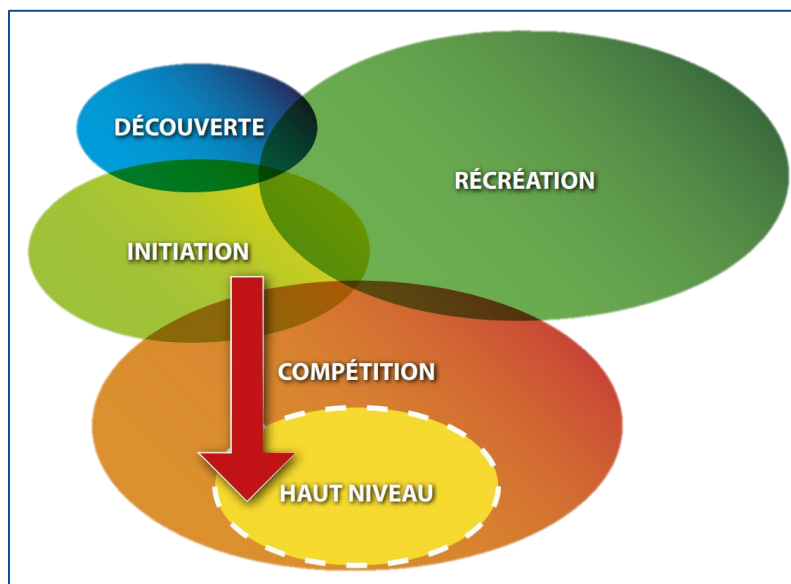 DÉCOUVERTE
RÉCRÉATION
INITIATION
COMPÉTITION
HAUT NIVEAU